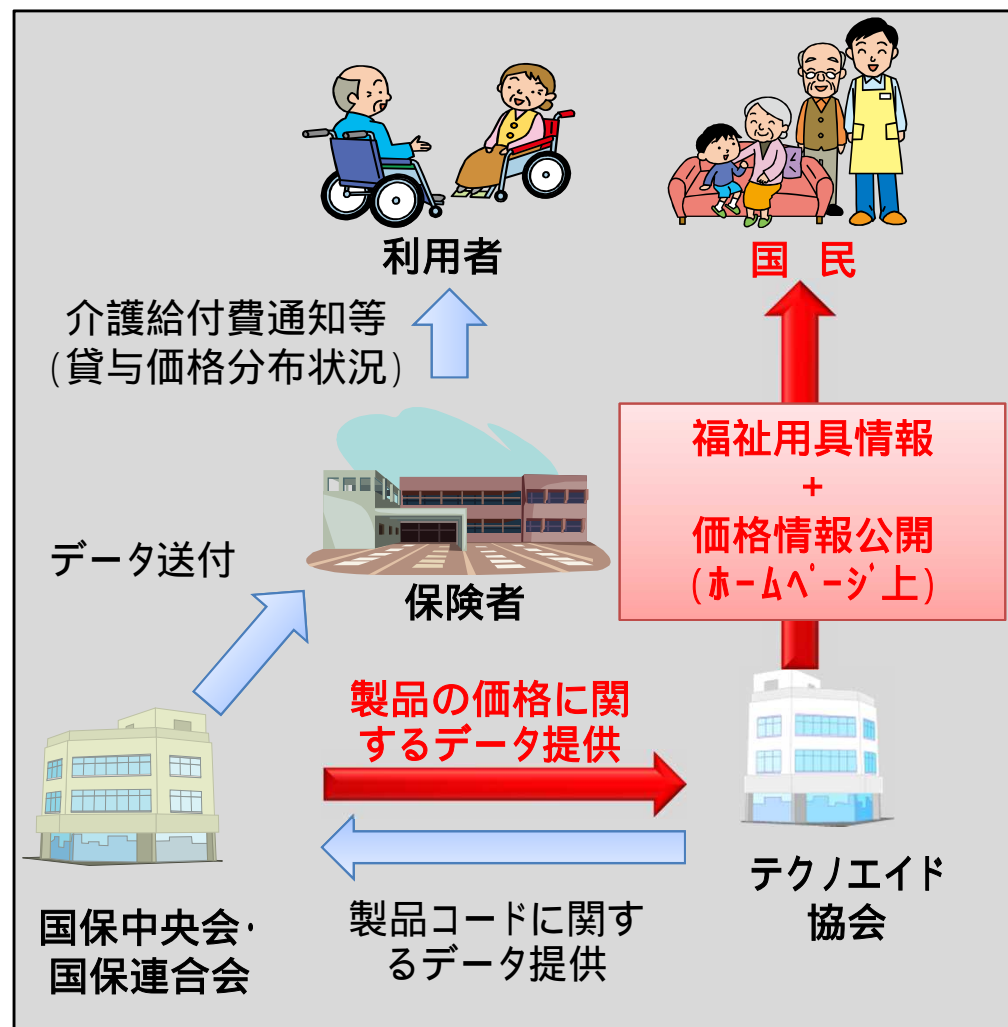 利用者
国 民
介護給付費通知等
(貸与価格分布状況)
福祉用具情報
+
価格情報公開
(ホームページ上)
データ送付
保険者
製品の価格に関
するデータ提供
テクノエイド
協会
国保中央会・
国保連合会
製品コードに関す
るデータ提供